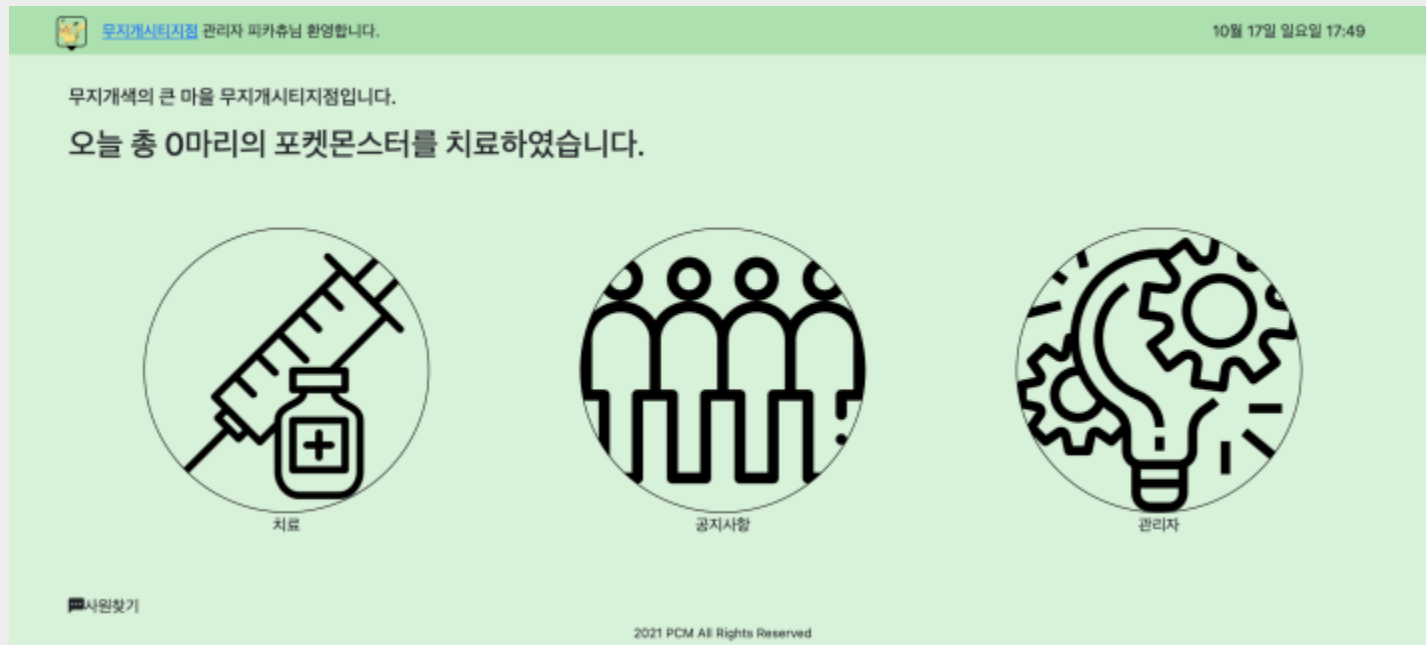 무지개시티지점 관리자 피카츄님 환영합니다.
10월 17일 일요일 17:49
무지개색의 큰 마을 무지개시티지점입니다.
오늘 총 0마리의 포켓몬스터를 치료하였습니다.
치료
공지사항
관리자
사원찾기
2021 PCM All Rights Reserved